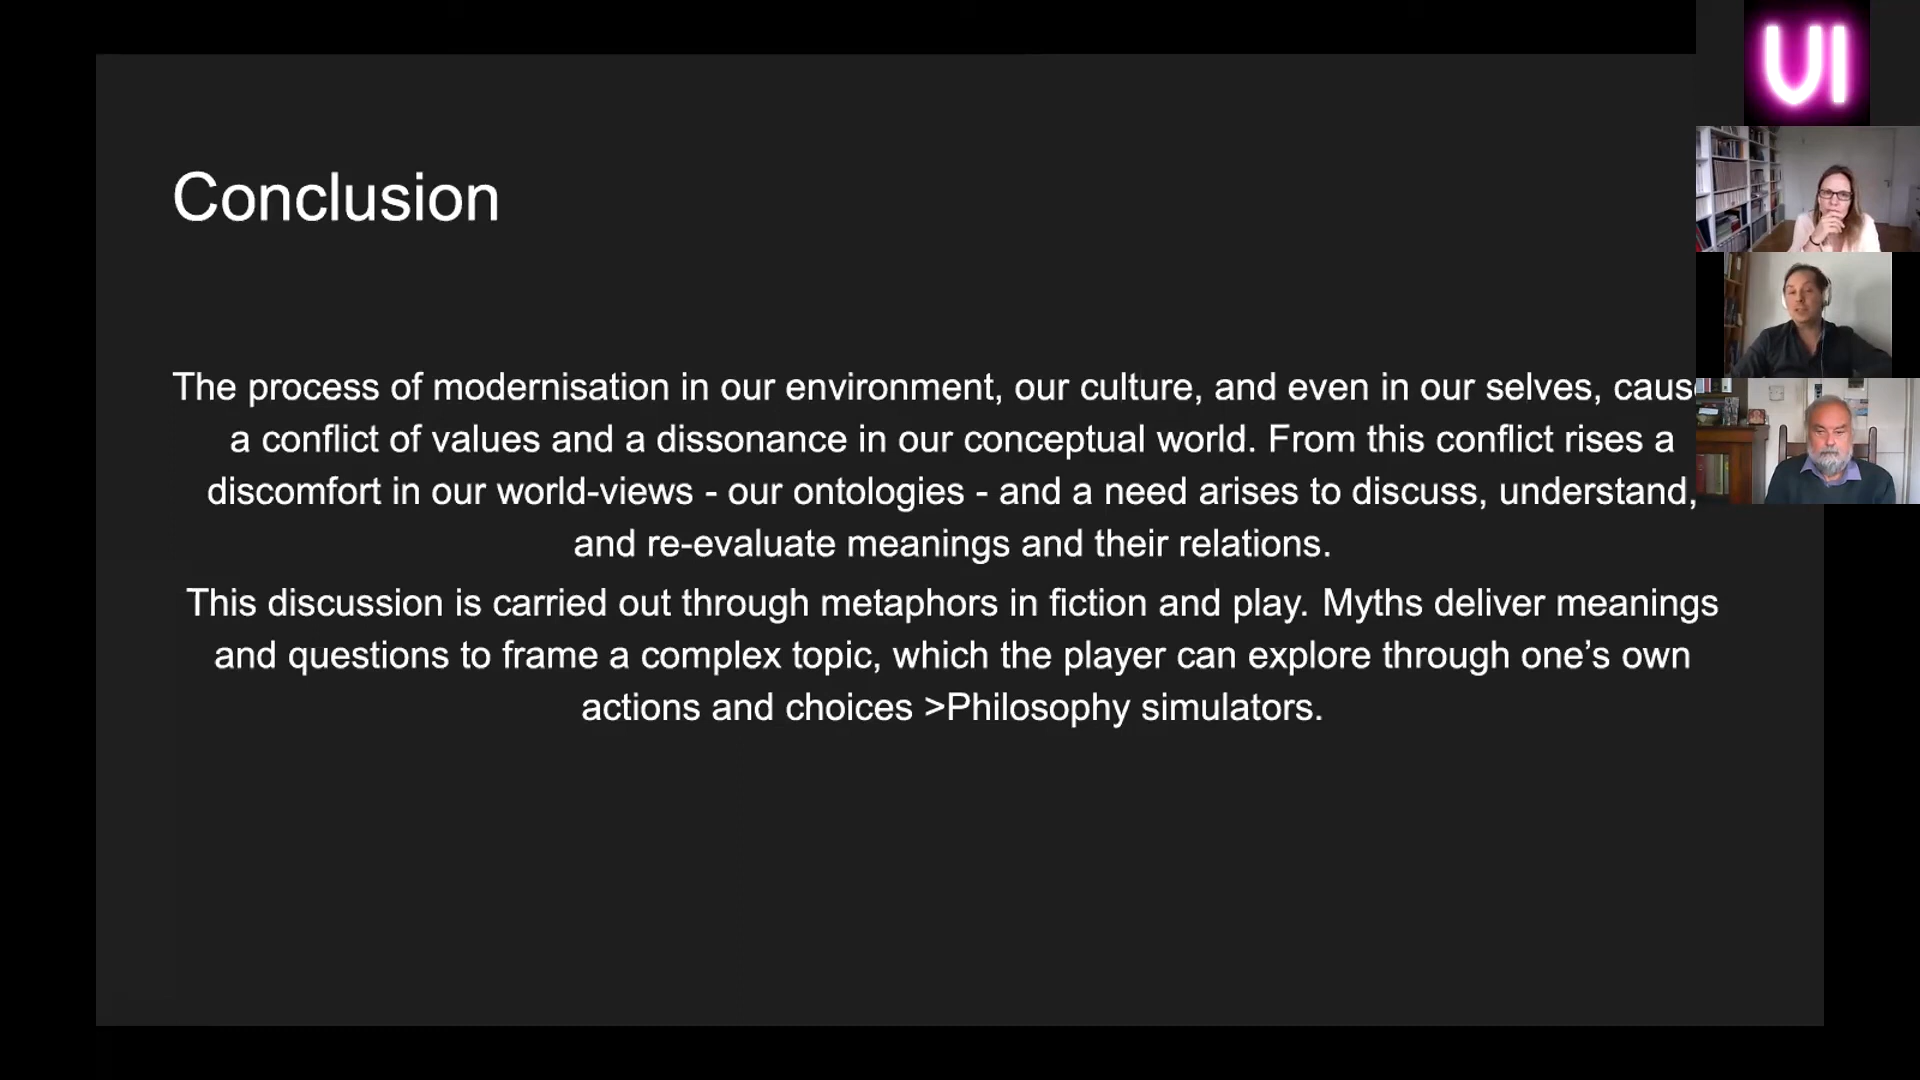 UI
Conclusion
The process of modernisation in our environment, our culture, and even in our selves,
a conflict of values and a dissonance in our conceptual world. From this conflict rises a
discomfort in our world-views - our ontologies - and a need arises to discuss, understand,
and re-evaluate meanings and their relations.
This discussion is carried out through metaphors in fiction and play. Myths deliver meanings
and questions to frame a complex topic, which the player can explore through one’s own
actions and choices >Philosophy simulators.